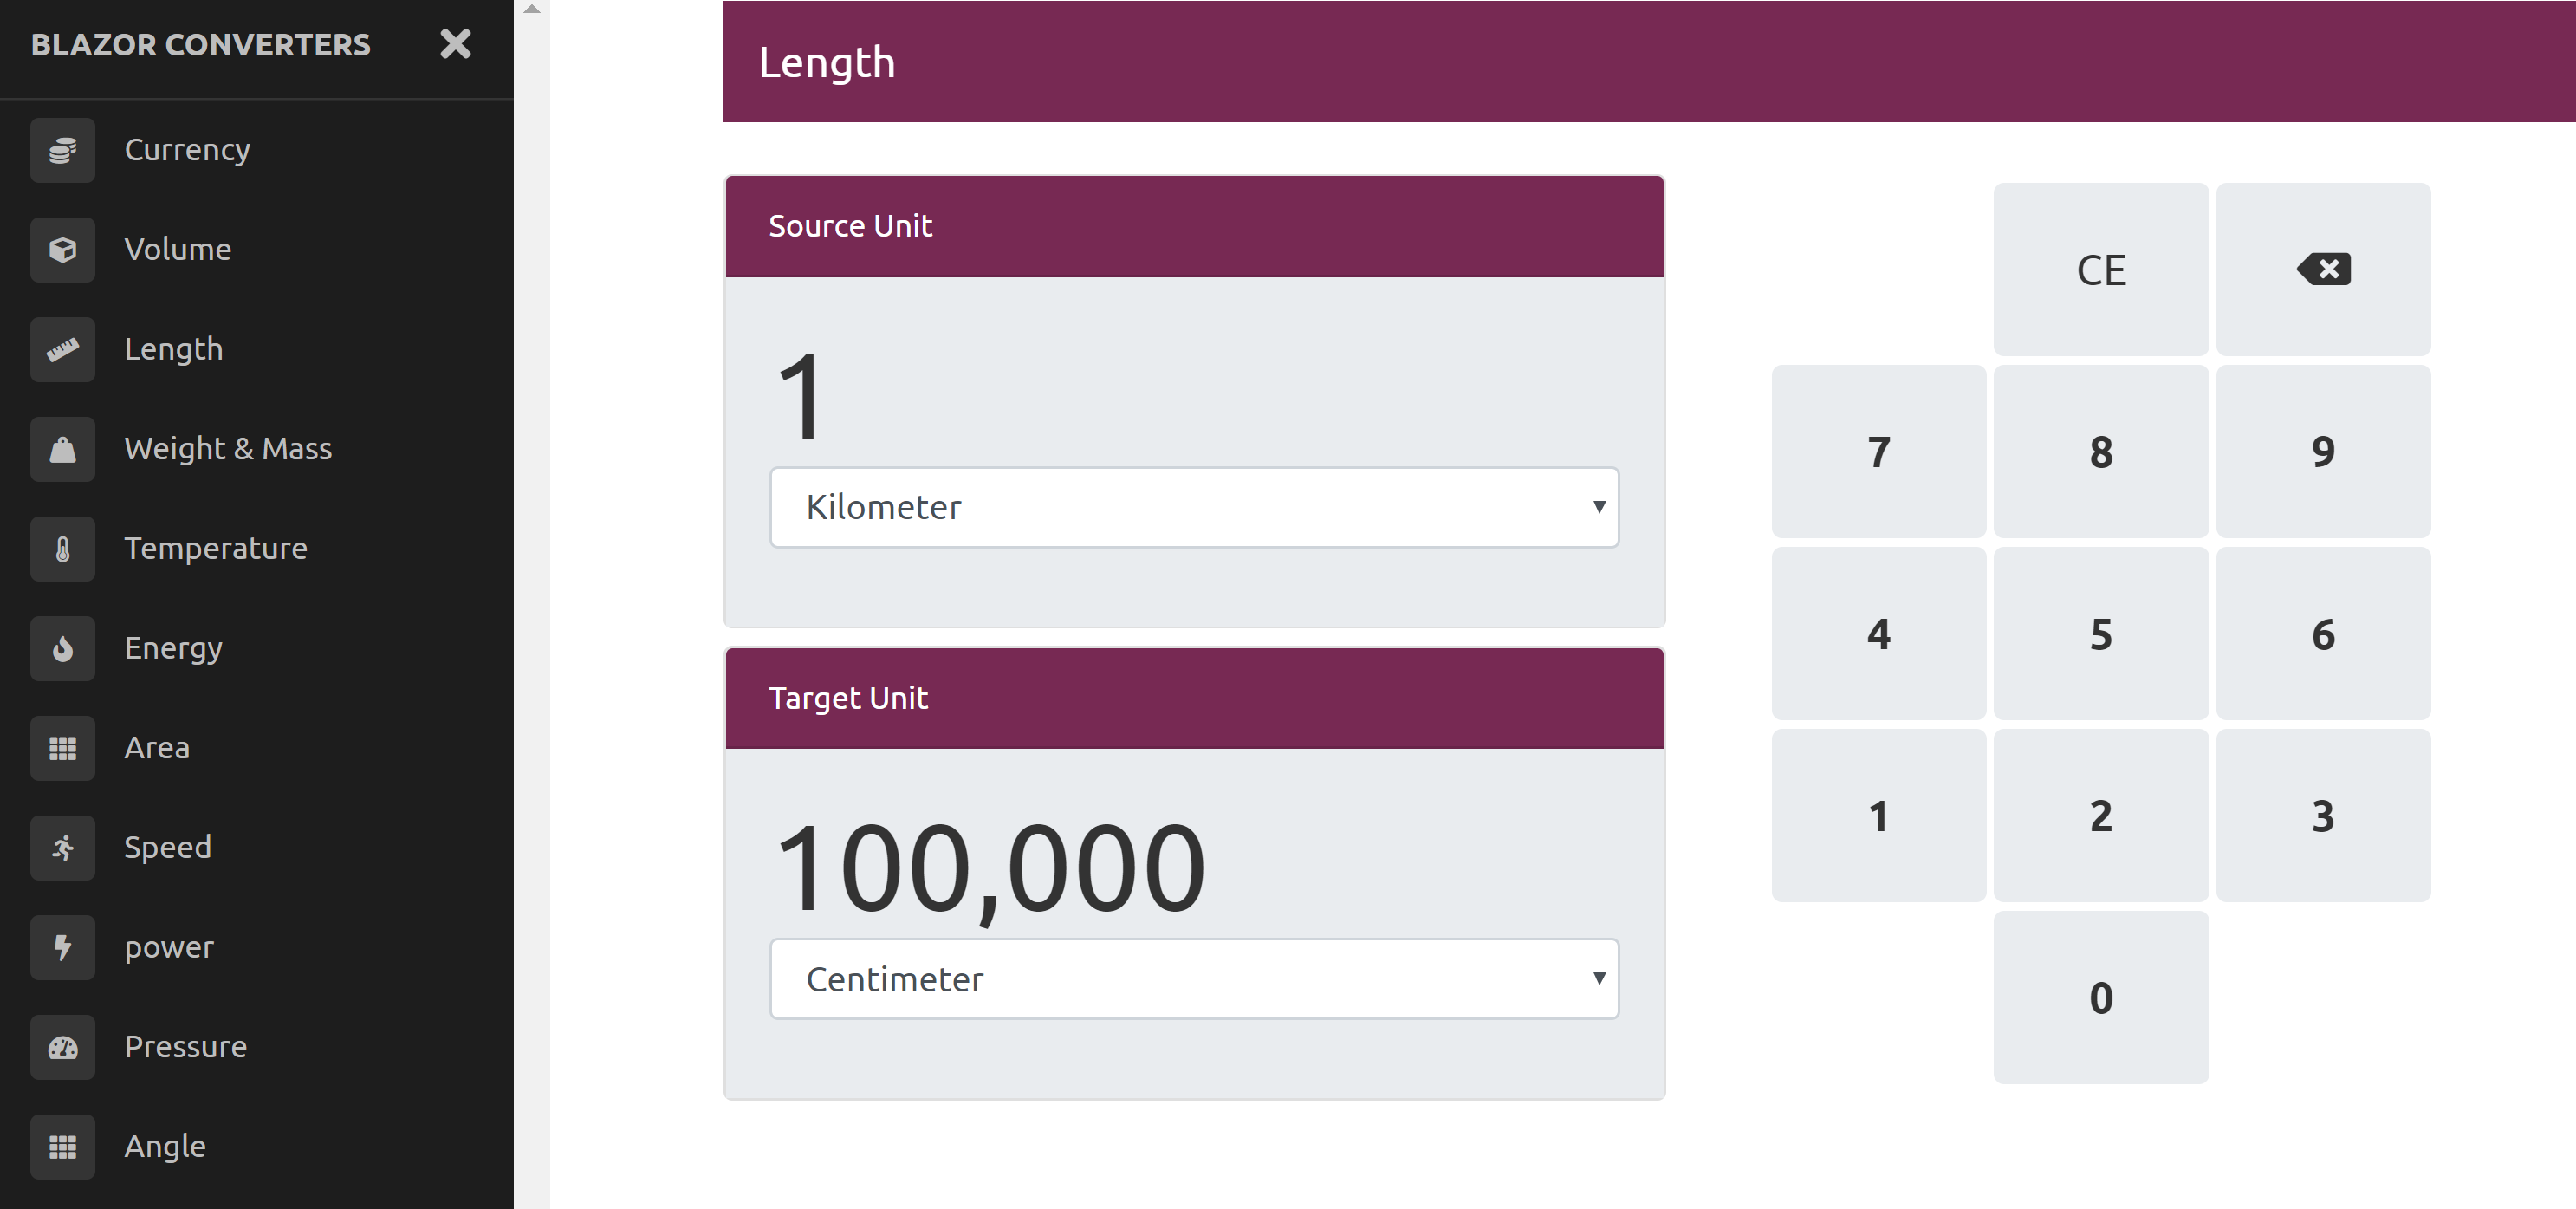 BLAZOR CONVERTERS
Currency
Volume
Length
Weight & Mass
Temperature
Energy
Area
Speed
power
Pressure
Angle
Length
Source Unit
1
Kilometer
Target Unit
100,000
Centimeter
CE
7 8 9
4 5 6
1 2 3
0